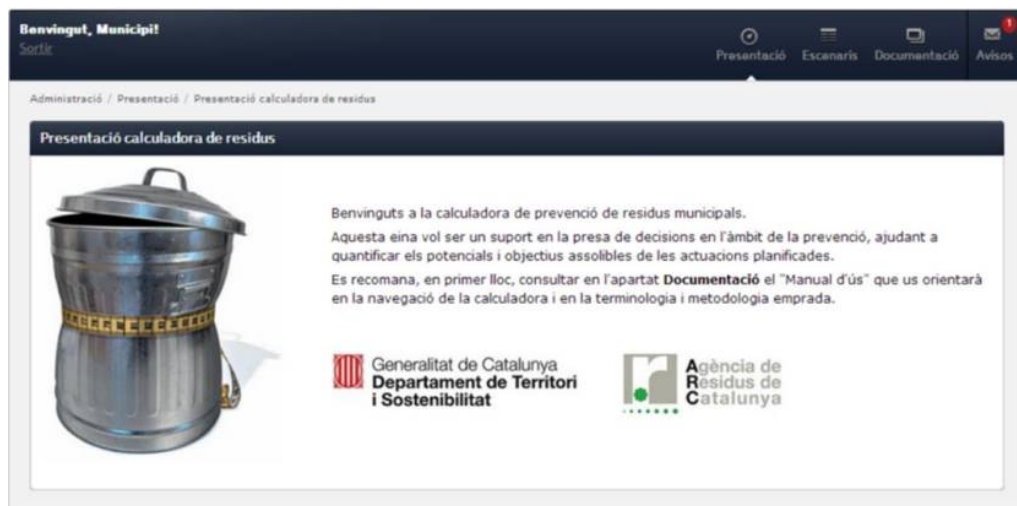 Benvingut, Municipi!
Sortir
Presentació
Escenaris
Documentació
1
Avisos
Administració / Presentació / Presentació calculadora de residus
Presentació calculadora de residus
Benvinguts a la calculadora de prevenció de residus municipals.
Aquesta eina vol ser un suport en la presa de decisions en l'àmbit de la prevenció, ajudant a
quantificar els potencials i objectius assolibles de les actuacions planificades.
Es recomana, en primer lloc, consultar en l'apartat Documentació el "Manual d'ús" que us orientarà
en la navegació de la calculadora i en la terminologia i metodologia emprada.
Generalitat de Catalunya
Departament de Territori
i Sostenibilitat
Agència de
Residus de
Catalunya